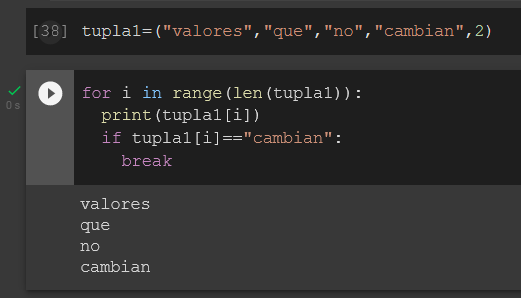 [38] tupla1=("valores","que","no","cambian",2)
0 s
for i in range(len(tupla1)):
  print(tupla1[i])
  if tupla1[i]=="cambian":
    break
valores
que
no
cambian